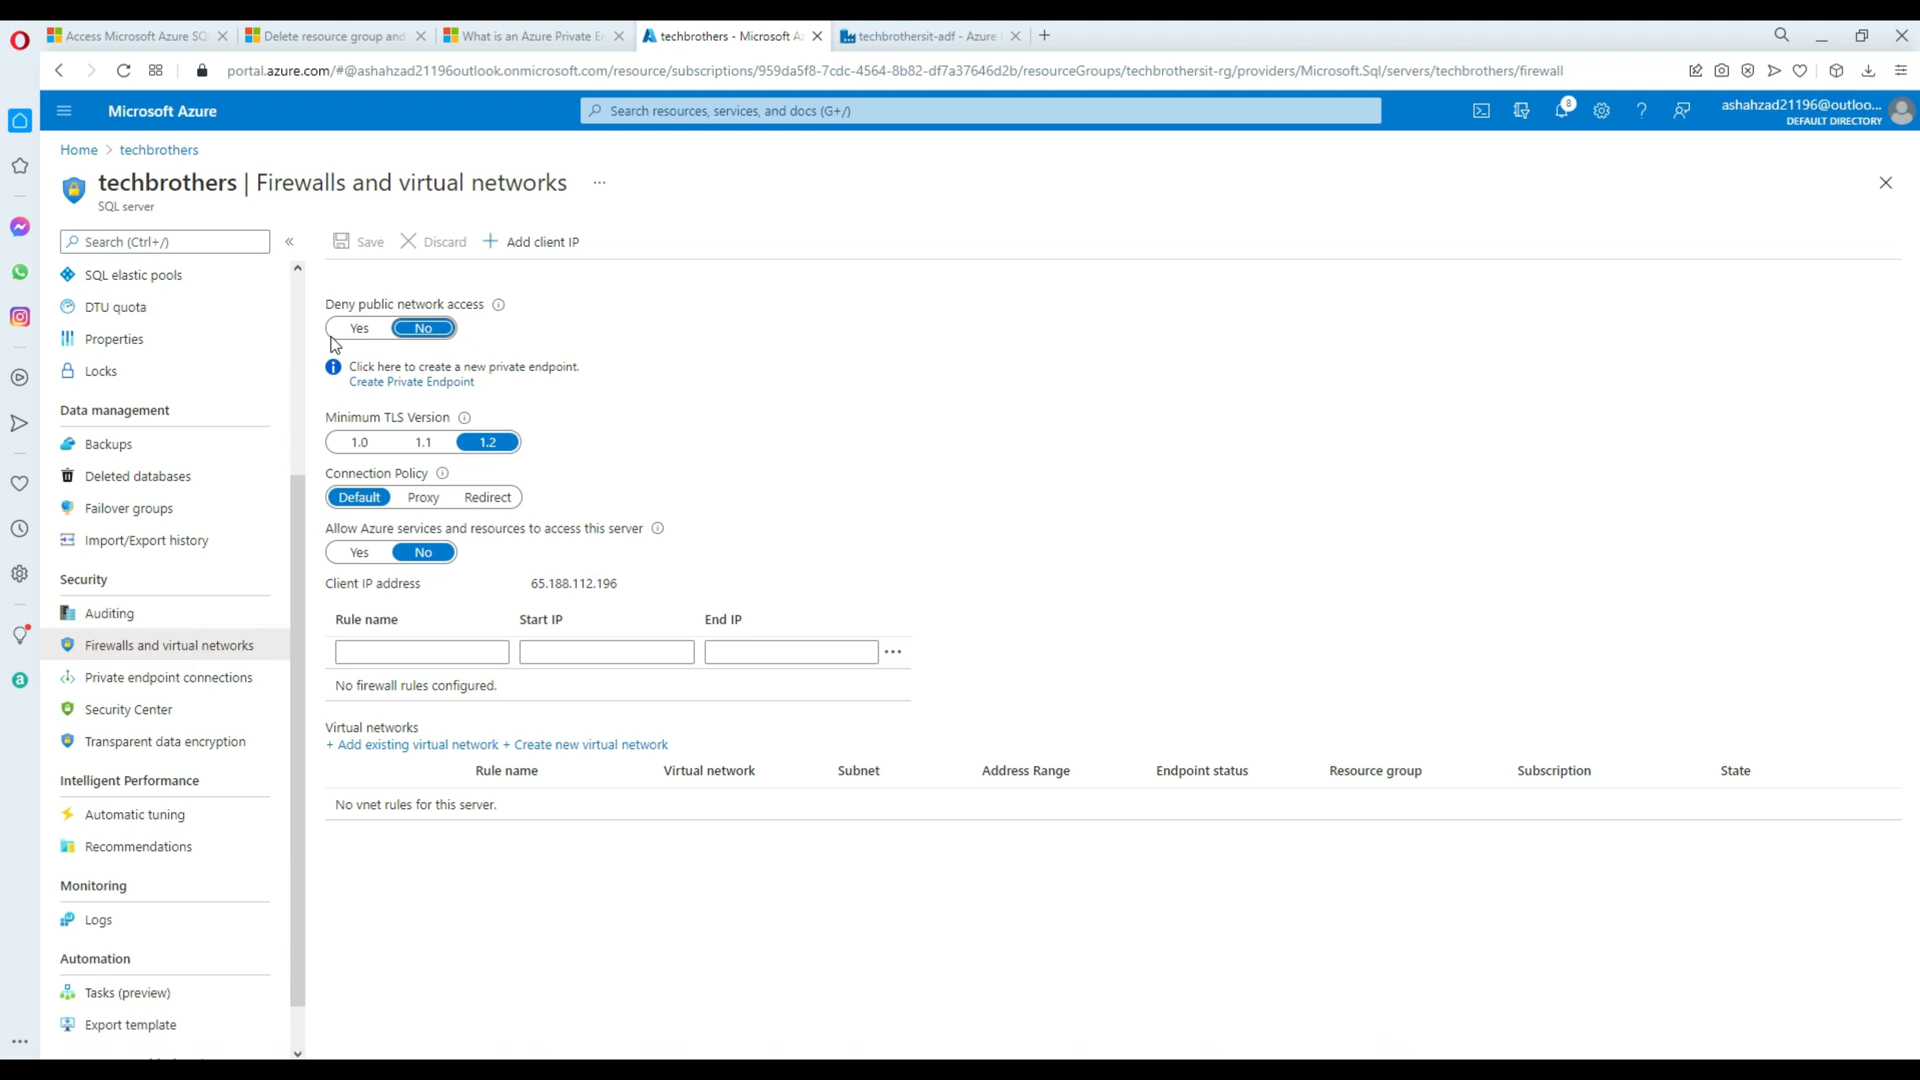 Access Microsoft Azure SQ
Delete resource group and
What is an Azure Private E
techbrothers - Microsoft A
techbrothersit-adf - Azure
portal.azure.com/#@ashahzad21196outlook.onmicrosoft.com/resource/subscriptions/959da5f8-7cdc-4564-8b82-df7a37646d2b/resourceGroups/techbrothersit-rg/providers/Microsoft.Sql/servers/techbrothers/firewall
Microsoft Azure
Search resources, services, and docs (G+/)
8
ashahzad21196@outloo...
DEFAULT DIRECTORY
Home > techbrothers
techbrothers | Firewalls and virtual networks ...
SQL server
Search (Ctrl+/)
«
Save
Discard
+ Add client IP
SQL elastic pools
DTU quota
Properties
Locks
Data management
Backups
Deleted databases
Failover groups
Import/Export history
Security
Auditing
Firewalls and virtual networks
Private endpoint connections
Security Center
Transparent data encryption
Intelligent Performance
Automatic tuning
Recommendations
Monitoring
Logs
Automation
Tasks (preview)
Export template
Deny public network access
Yes No
Click here to create a new private endpoint.
Create Private Endpoint
Minimum TLS Version
1.0 1.1 1.2
Connection Policy
Default Proxy Redirect
Allow Azure services and resources to access this server
Yes No
Client IP address 65.188.112.196
Rule name Start IP End IP
No firewall rules configured.
Virtual networks
+ Add existing virtual network + Create new virtual network
Rule name Virtual network Subnet Address Range Endpoint status Resource group Subscription State
No vnet rules for this server.